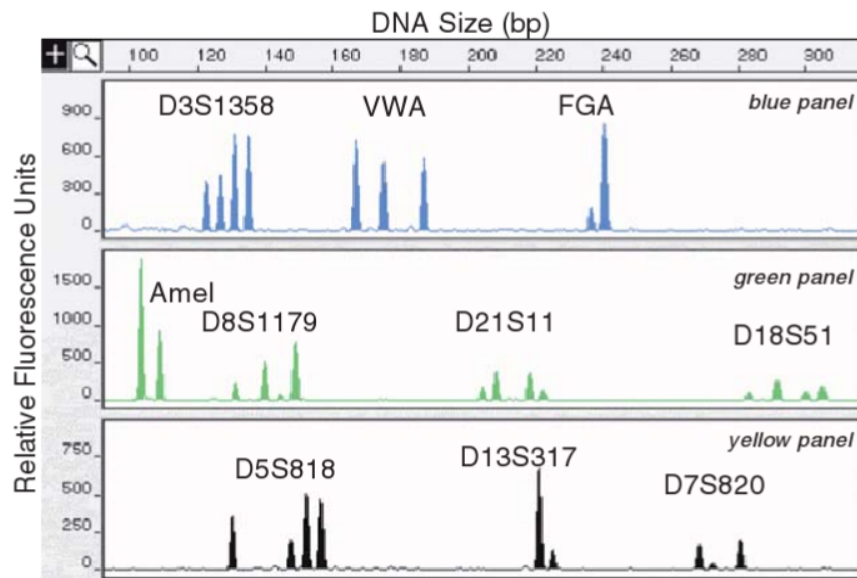 DNA Size (bp)
100 120 140 160 180 200 220 240 260 280 300
Relative Fluorescence Units
D3S1358 VWA FGA blue panel
900
600
300
0
Amel D8S1179 D21S11 D18S51 green panel
1500
1000
500
0
D5S818 D13S317 D7S820 yellow panel
750
500
250
0